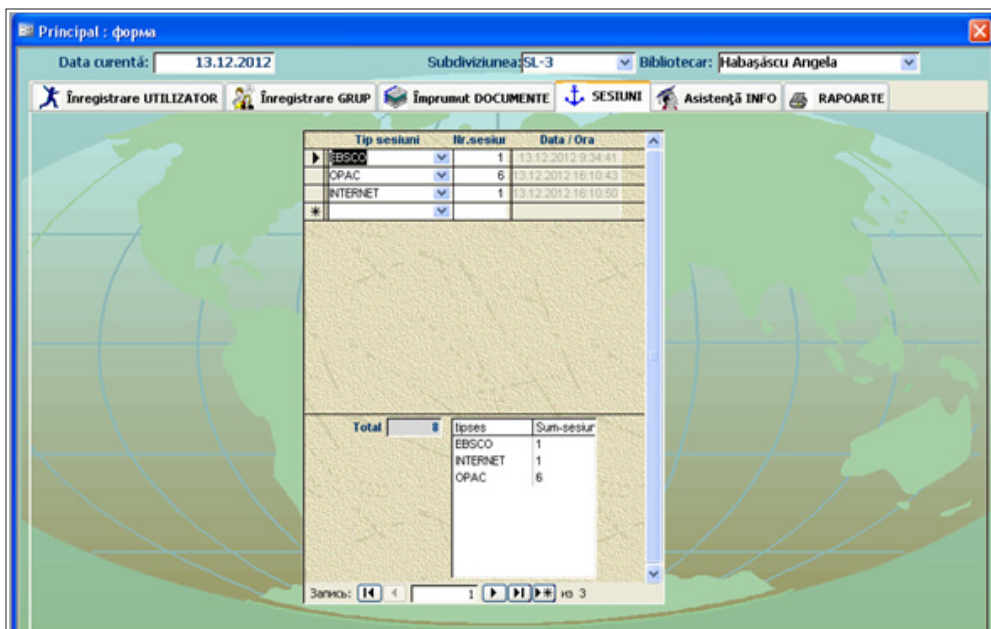 Principal : форма
Data curentă: 13.12.2012 Subdiviziunea: SL-3 Bibliotecar: Habaşăscu Angela
Înregistrare UTILIZATOR Înregistrare GRUP Împrumut DOCUMENTE SESIUNI Asistenţă INFO RAPOARTE
Tip sesiuni Nr.sesiur Data / Ora
EBSCO 1 13.12.2012 9:34:41
OPAC 6 13.12.2012 16:10:43
INTERNET 1 13.12.2012 16:10:50
Total 8 tipses Sum-sesiur
EBSCO 1
INTERNET 1
OPAC 6
Запись: 1 из 3